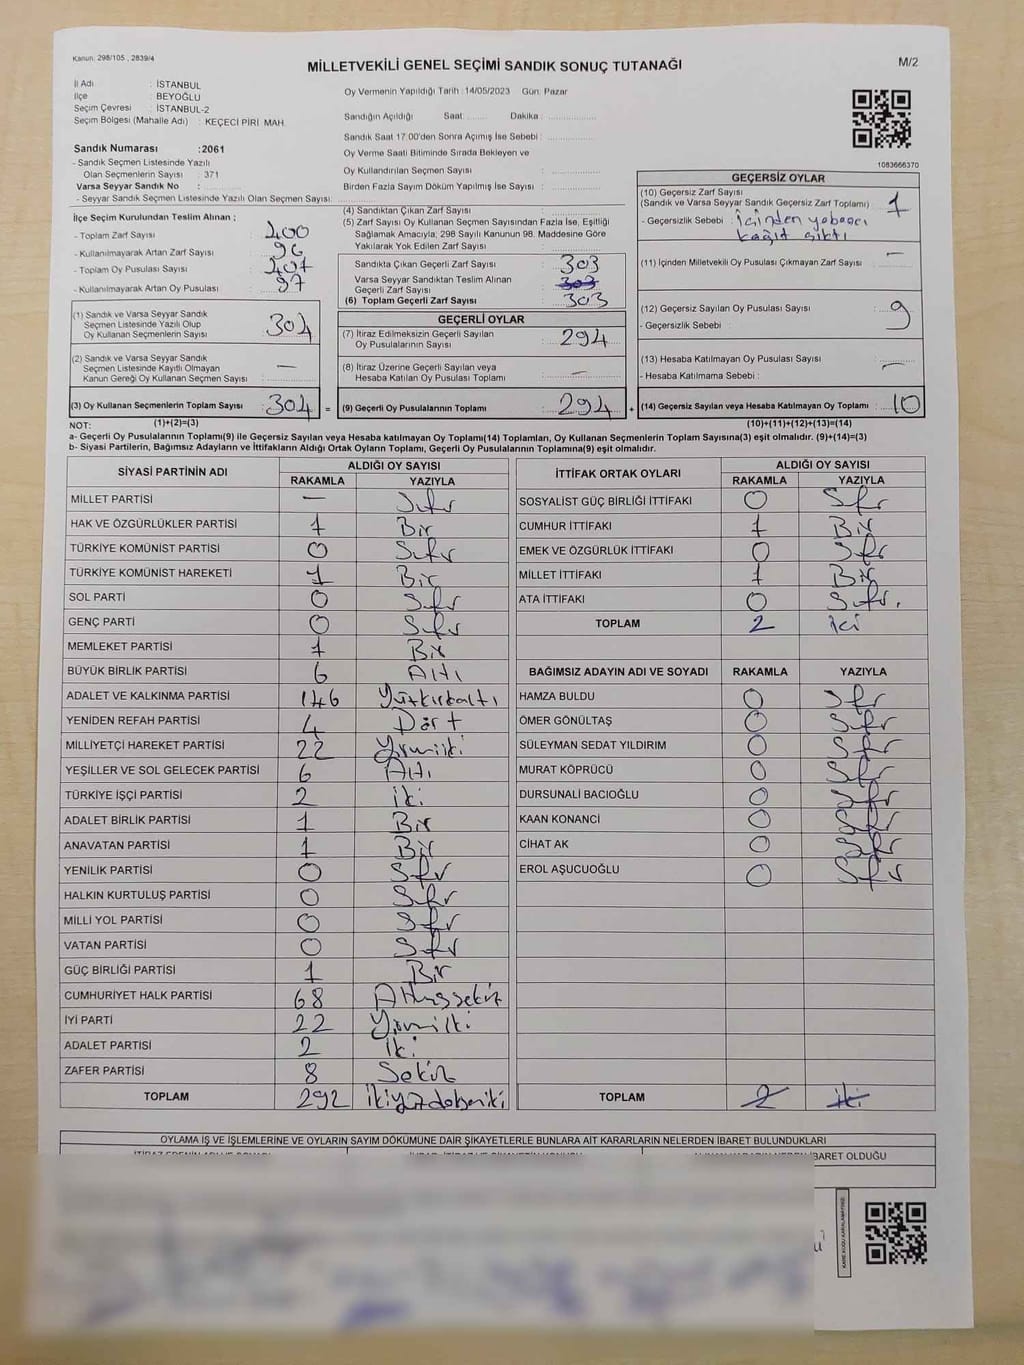 Kanun: 298/105 , 2839/4
MİLLETVEKİLİ GENEL SEÇİMİ SANDIK SONUÇ TUTANAĞI
M/2
İl Adı : İSTANBUL
İlçe : BEYOĞLU
Seçim Çevresi : İSTANBUL-2
Seçim Bölgesi (Mahalle Adı) : KEÇECİ PİRİ MAH.
Sandık Numarası :2061
- Sandık Seçmen Listesinde Yazılı
Olan Seçmenlerin Sayısı : 371
Varsa Seyyar Sandık No :
- Seyyar Sandık Seçmen Listesinde Yazılı Olan Seçmen Sayısı:
Oy Vermenin Yapıldığı Tarih :14/05/2023 Gün: Pazar
Sandığın Açıldığı Saat Dakika :
Sandık Saat 17.00'den Sonra Açımış İse Sebebi :
Oy Verme Saati Bitiminde Sırada Bekleyen ve
Oy Kullandırılan Seçmen Sayısı :
Birden Fazla Sayım Döküm Yapılmış İse Sayısı :
1083666370
İlçe Seçim Kurulundan Teslim Alınan ;
- Toplam Zarf Sayısı : 400
- Kullanılmayarak Artan Zarf Sayısı : 96
- Toplam Oy Pusulası Sayısı : 401
- Kullanılmayarak Artan Oy Pusulası : 97
(1) Sandık ve Varsa Seyyar Sandık
Seçmen Listesinde Yazılı Olup
Oy Kullanan Seçmenlerin Sayısı : 304
(2) Sandık ve Varsa Seyyar Sandık
Seçmen Listesinde Kayıtlı Olmayan
Kanun Gereği Oy Kullanan Seçmen Sayısı : —
(3) Oy Kullanan Seçmenlerin Toplam Sayısı : 304 =
(4) Sandıktan Çıkan Zarf Sayısı :
(5) Zarf Sayısı Oy Kullanan Seçmen Sayısından Fazla İse, Eşitliği
Sağlamak Amacıyla; 298 Sayılı Kanunun 98. Maddesine Göre
Yakılarak Yok Edilen Zarf Sayısı :
Sandıkta Çıkan Geçerli Zarf Sayısı : 303
Varsa Seyyar Sandıktan Teslim Alınan
Geçerli Zarf Sayısı : 303
(6) Toplam Geçerli Zarf Sayısı : 303
GEÇERLİ OYLAR
(7) İtiraz Edilmeksizin Geçerli Sayılan
Oy Pusulalarının Sayısı : 294
(8) İtiraz Üzerine Geçerli Sayılan veya
Hesaba Katılan Oy Pusulası Toplamı : —
(9) Geçerli Oy Pusulalarının Toplamı : 294 +
GEÇERSİZ OYLAR
(10) Geçersiz Zarf Sayısı
(Sandık ve Varsa Seyyar Sandık Geçersiz Zarf Toplamı) : 1
- Geçersizlik Sebebi : İçinden yabancı
kağıt çıktı
(11) İçinden Milletvekili Oy Pusulası Çıkmayan Zarf Sayısı : —
(12) Geçersiz Sayılan Oy Pusulası Sayısı : 9
- Geçersizlik Sebebi :
(13) Hesaba Katılmayan Oy Pusulası Sayısı : —
- Hesaba Katılmama Sebebi :
(14) Geçersiz Sayılan veya Hesaba Katılmayan Oy Toplamı : 10
NOT: (1)+(2)=(3) (10)+(11)+(12)+(13)=(14)
a- Geçerli Oy Pusulalarının Toplamı(9) ile Geçersiz Sayılan veya Hesaba katılmayan Oy Toplamı(14) Toplamları, Oy Kullanan Seçmenlerin Toplam Sayısına(3) eşit olmalıdır. (9)+(14)=(3)
b- Siyasi Partilerin, Bağımsız Adayların ve İttifakların Aldığı Ortak Oyların Toplamı, Geçerli Oy Pusulalarının Toplamına(9) eşit olmalıdır.
SİYASİ PARTİNİN ADI ALDIĞI OY SAYISI
RAKAMLA YAZIYLA
MİLLET PARTİSİ — Sıfır
HAK VE ÖZGÜRLÜKLER PARTİSİ 1 Bir
TÜRKİYE KOMÜNİST PARTİSİ 0 Sıfır
TÜRKİYE KOMÜNİST HAREKETİ 1 Bir
SOL PARTİ 0 Sıfır
GENÇ PARTİ 0 Sıfır
MEMLEKET PARTİSİ 1 Bir
BÜYÜK BİRLİK PARTİSİ 6 Altı
ADALET VE KALKINMA PARTİSİ 146 Yüzkırkaltı
YENİDEN REFAH PARTİSİ 4 Dört
MİLLİYETÇİ HAREKET PARTİSİ 22 Yirmiiki
YEŞİLLER VE SOL GELECEK PARTİSİ 6 Altı
TÜRKİYE İŞÇİ PARTİSİ 2 iki
ADALET BİRLİK PARTİSİ 1 Bir
ANAVATAN PARTİSİ 1 Bir
YENİLİK PARTİSİ 0 Sıfır
HALKIN KURTULUŞ PARTİSİ 0 Sıfır
MİLLİ YOL PARTİSİ 0 Sıfır
VATAN PARTİSİ 0 Sıfır
GÜÇ BİRLİĞİ PARTİSİ 1 Bir
CUMHURİYET HALK PARTİSİ 68 Altmışsekiz
İYİ PARTİ 22 Yirmiiki
ADALET PARTİSİ 2 iki
ZAFER PARTİSİ 8 Sekiz
TOPLAM 292 ikiyüzdoksaniki
İTTİFAK ORTAK OYLARI ALDIĞI OY SAYISI
RAKAMLA YAZIYLA
SOSYALİST GÜÇ BİRLİĞİ İTTİFAKI 0 Sıfır
CUMHUR İTTİFAKI 1 Bir
EMEK VE ÖZGÜRLÜK İTTİFAKI 0 Sıfır
MİLLET İTTİFAKI 1 Bir
ATA İTTİFAKI 0 Sıfır.
TOPLAM 2 iki
BAĞIMSIZ ADAYIN ADI VE SOYADI RAKAMLA YAZIYLA
HAMZA BULDU 0 Sıfır
ÖMER GÖNÜLTAŞ 0 Sıfır
SÜLEYMAN SEDAT YILDIRIM 0 Sıfır
MURAT KÖPRÜCÜ 0 Sıfır
DURSUNALİ BACIOĞLU 0 Sıfır
KAAN KONANCİ 0 Sıfır
CİHAT AK 0 Sıfır
EROL AŞUCUOĞLU 0 Sıfır
TOPLAM 2 iki
OYLAMA İŞ VE İŞLEMLERİNE VE OYLARIN SAYIM DÖKÜMÜNE DAİR ŞİKAYETLERLE BUNLARA AİT KARARLARIN NELERDEN İBARET BULUNDUKLARI
İBARET OLDUĞU